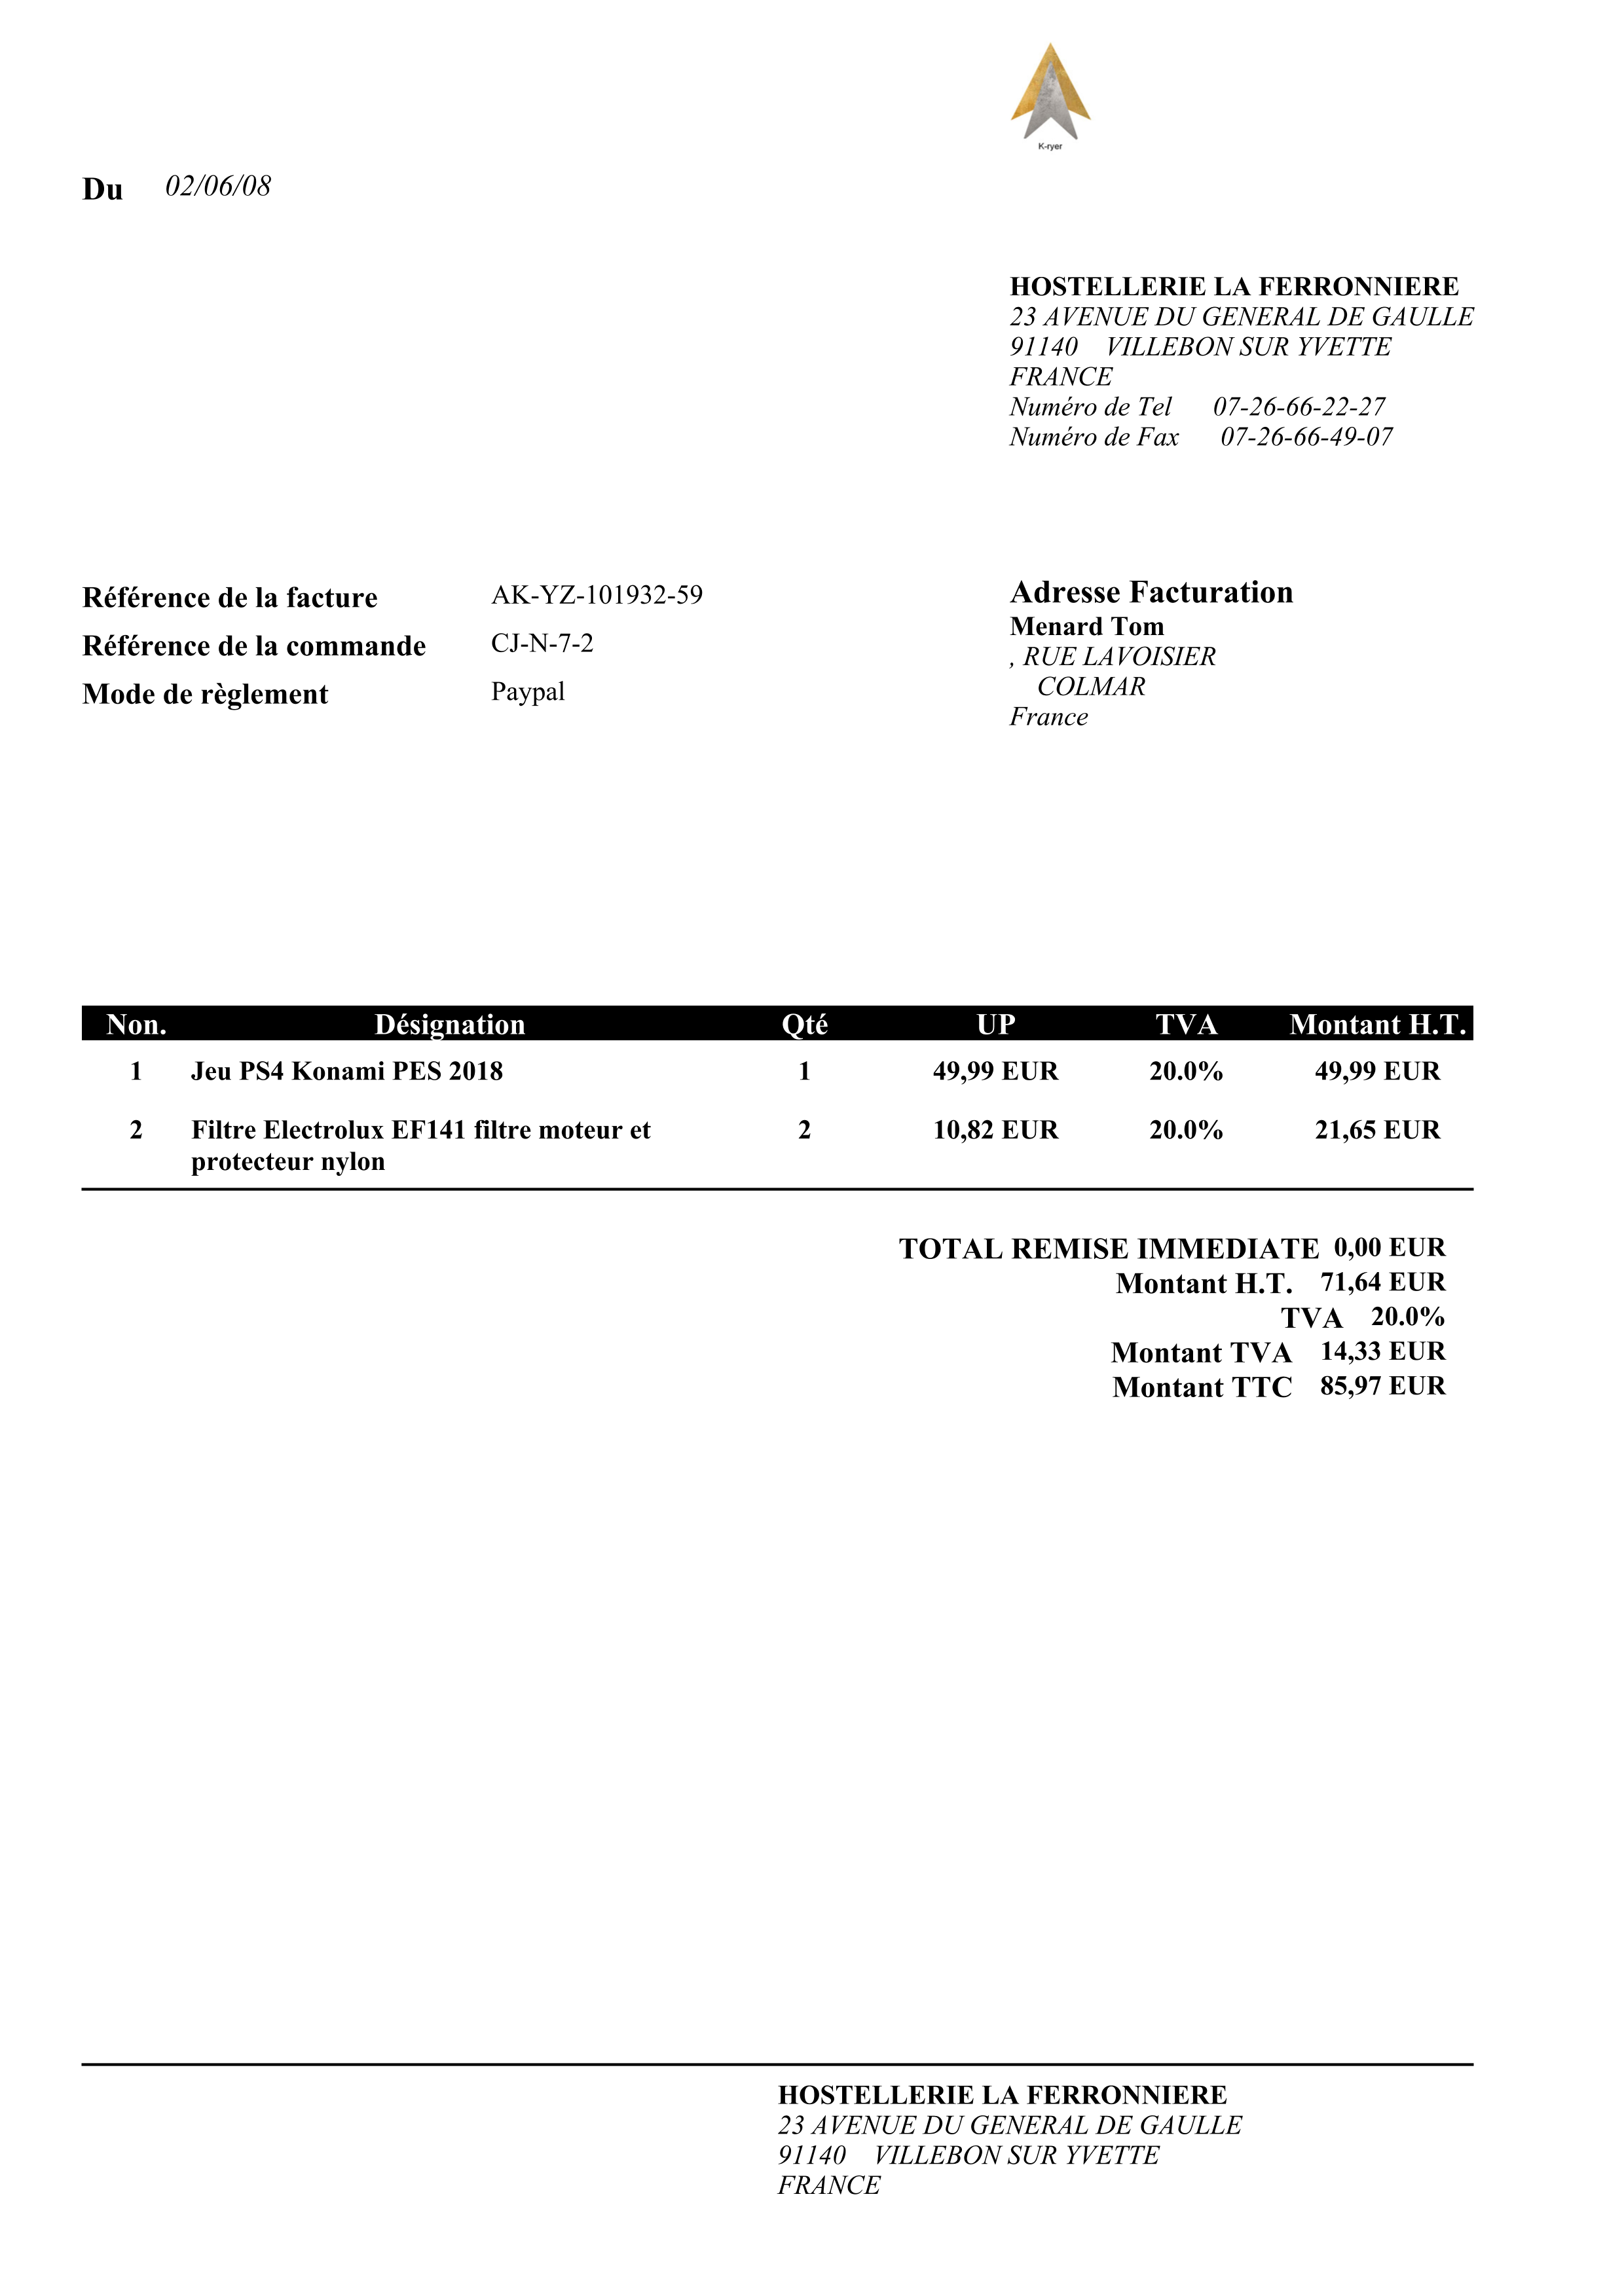 K-ryer
Du 02/06/08
HOSTELLERIE LA FERRONNIERE
23 AVENUE DU GENERAL DE GAULLE
91140 VILLEBON SUR YVETTE
FRANCE
Numéro de Tel 07-26-66-22-27
Numéro de Fax 07-26-66-49-07
Référence de la facture AK-YZ-101932-59
Référence de la commande CJ-N-7-2
Mode de règlement Paypal
Adresse Facturation
Menard Tom
, RUE LAVOISIER
COLMAR
France
Non. Désignation Qté UP TVA Montant H.T.
1 Jeu PS4 Konami PES 2018 1 49,99 EUR 20.0% 49,99 EUR
2 Filtre Electrolux EF141 filtre moteur et 2 10,82 EUR 20.0% 21,65 EUR
protecteur nylon
TOTAL REMISE IMMEDIATE 0,00 EUR
Montant H.T. 71,64 EUR
TVA 20.0%
Montant TVA 14,33 EUR
Montant TTC 85,97 EUR
HOSTELLERIE LA FERRONNIERE
23 AVENUE DU GENERAL DE GAULLE
91140 VILLEBON SUR YVETTE
FRANCE